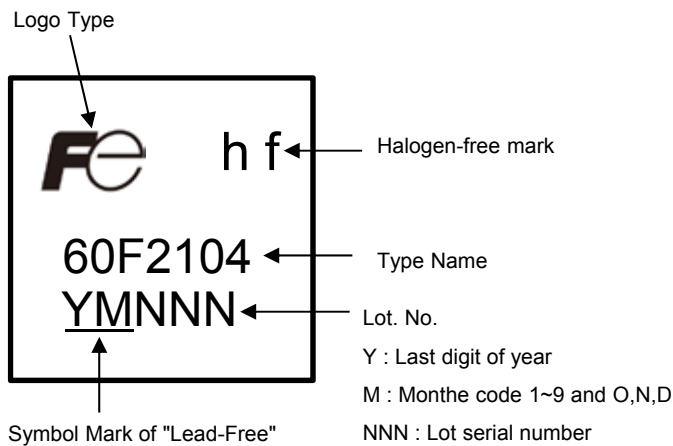 Logo Type
Fe
h f
Halogen-free mark
60F2104
Type Name
YMNNN
Lot. No.
Y : Last digit of year
M : Monthe code 1~9 and O,N,D
Symbol Mark of "Lead-Free"
NNN : Lot serial number